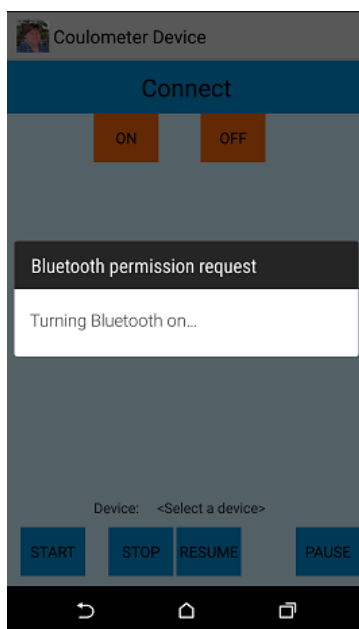 Coulometer Device
Connect
ON OFF
Bluetooth permission request
Turning Bluetooth on...
Device: <Select a device>
START STOP RESUME PAUSE